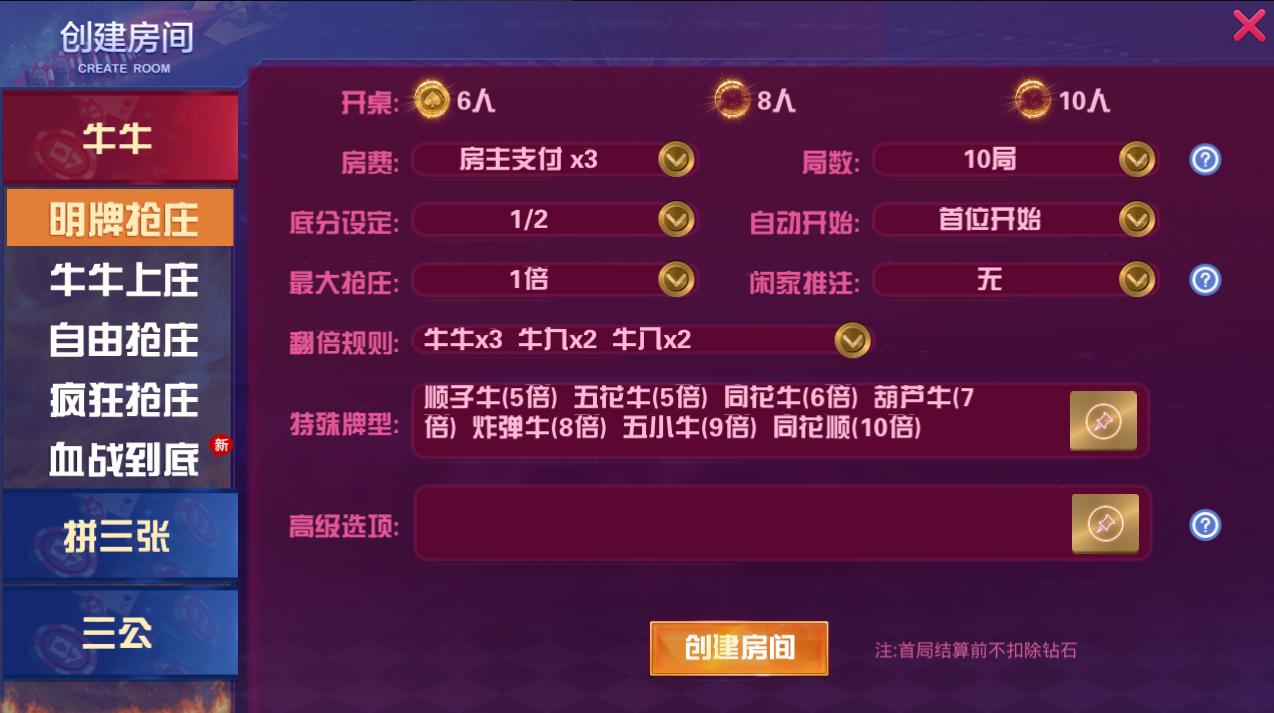 创建房间
CREATE ROOM
牛牛
明牌抢庄
牛牛上庄
自由抢庄
疯狂抢庄
血战到底
新
拼三张
三公
开桌: 6人 8人 10人
房费: 房主支付 x3 局数: 10局 ?
底分设定: 1/2 自动开始: 首位开始
最大抢庄: 1倍 闲家推注: 无 ?
翻倍规则: 牛牛x3 牛九x2 牛八x2
特殊牌型: 顺子牛(5倍) 五花牛(5倍) 同花牛(6倍) 葫芦牛(7
倍) 炸弹牛(8倍) 五小牛(9倍) 同花顺(10倍)
高级选项: ?
创建房间
注:首局结算前不扣除钻石